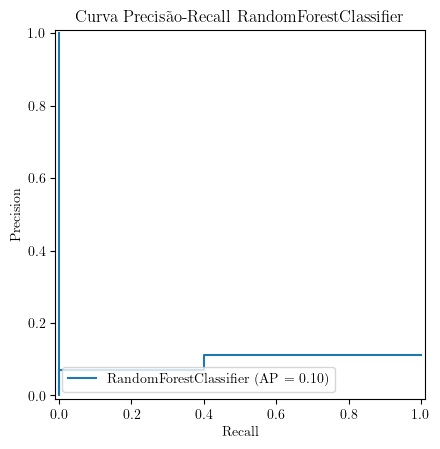 Curva Precisão-Recall RandomForestClassifier
1.0
0.8
0.6
0.4
0.2
0.0
Precision
RandomForestClassifier (AP = 0.10)
0.0 0.2 0.4 0.6 0.8 1.0
Recall